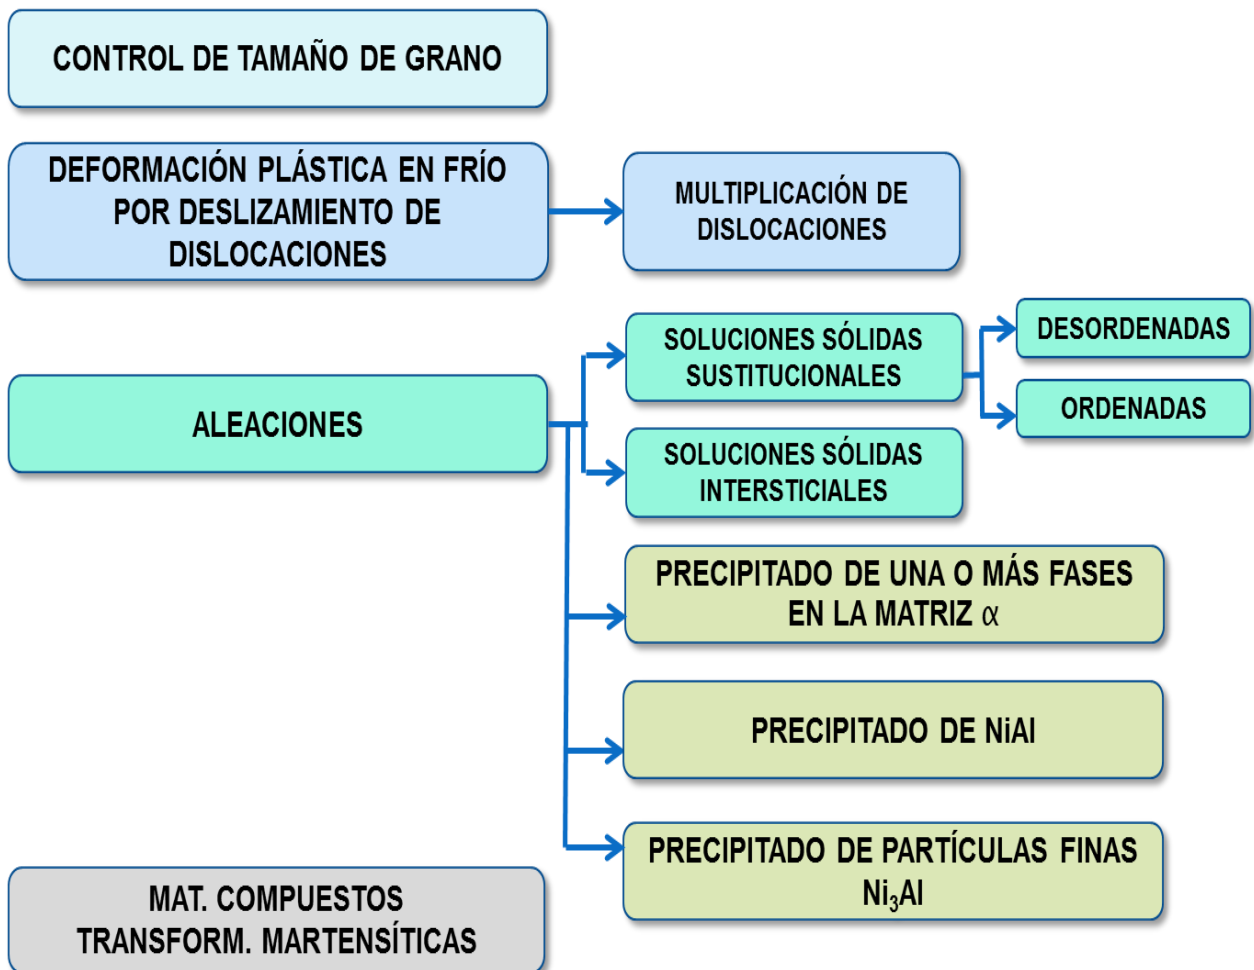 CONTROL DE TAMAÑO DE GRANO
DEFORMACIÓN PLÁSTICA EN FRÍO
POR DESLIZAMIENTO DE
DISLOCACIONES
MULTIPLICACIÓN DE
DISLOCACIONES
ALEACIONES
SOLUCIONES SÓLIDAS
SUSTITUCIONALES
DESORDENADAS
ORDENADAS
SOLUCIONES SÓLIDAS
INTERSTICIALES
PRECIPITADO DE UNA O MÁS FASES
EN LA MATRIZ α
PRECIPITADO DE NiAl
PRECIPITADO DE PARTÍCULAS FINAS
Ni₃Al
MAT. COMPUESTOS
TRANSFORM. MARTENSÍTICAS